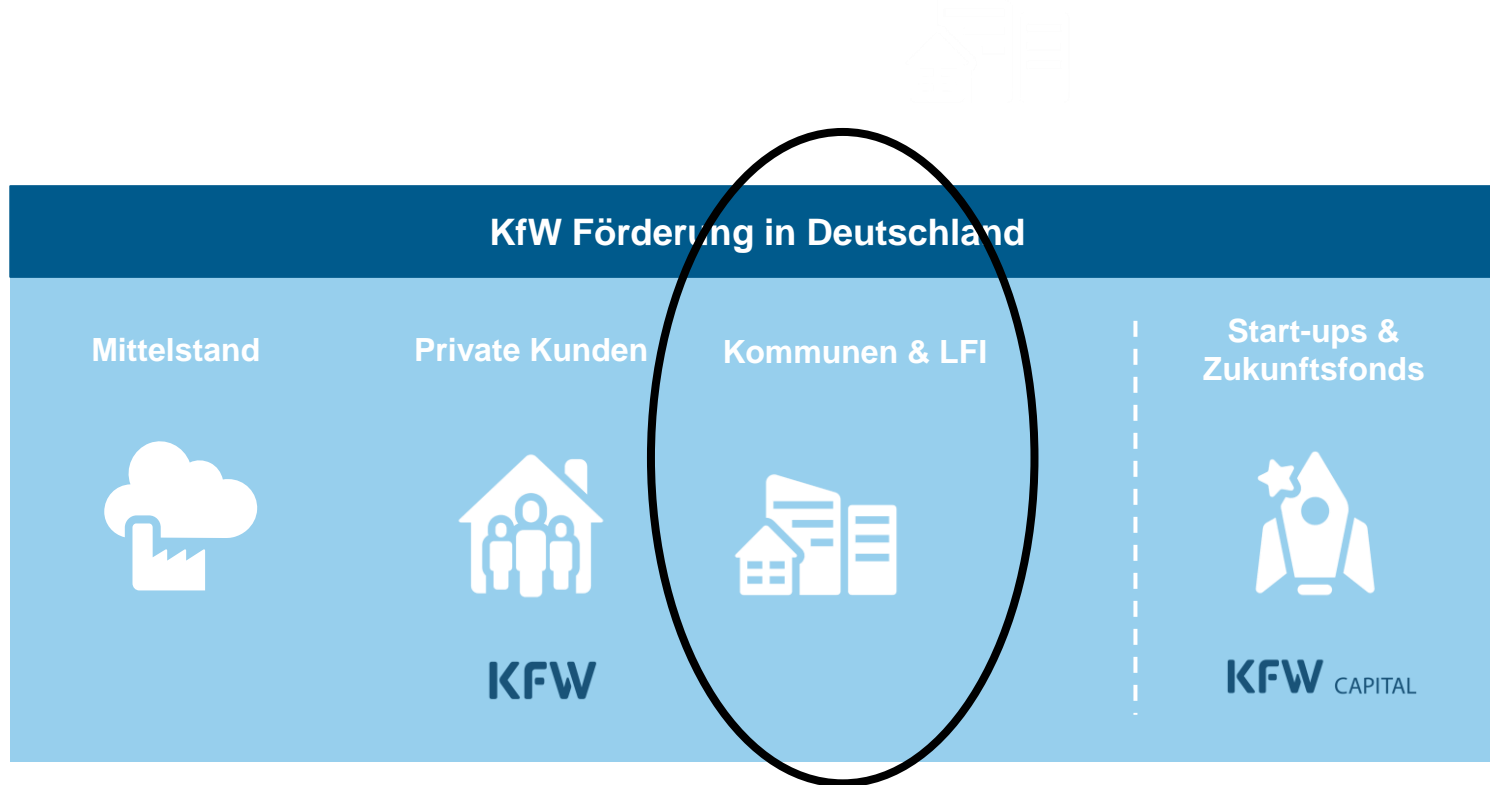 KfW Förderung in Deutschland
Mittelstand
Private Kunden
Kommunen & LFI
Start-ups &
Zukunftsfonds
KFW
KFW CAPITAL